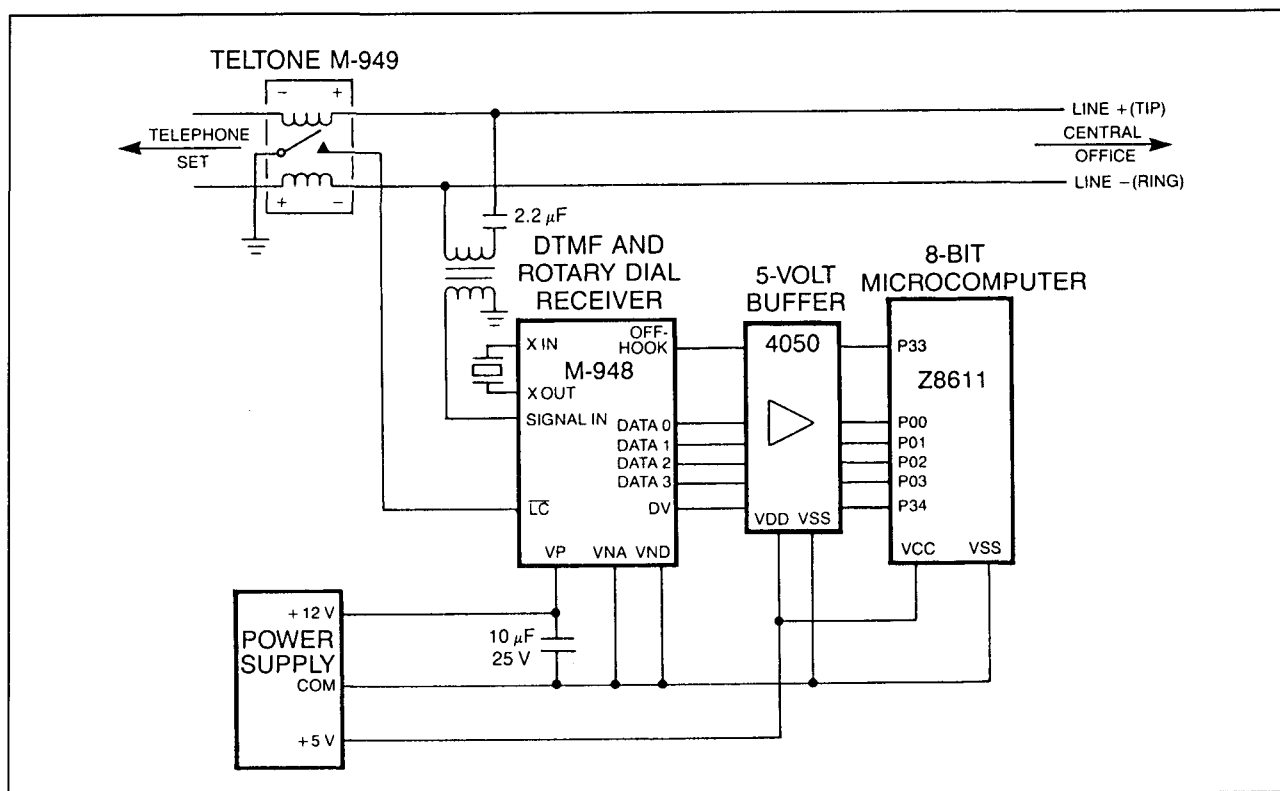 TELTONE M-949
- +
LINE +(TIP)
TELEPHONE
SET
CENTRAL
OFFICE
LINE -(RING)
+ -
2.2 µF
DTMF AND
ROTARY DIAL
RECEIVER
5-VOLT
BUFFER
8-BIT
MICROCOMPUTER
X IN
OFF-
HOOK
M-948
4050
P33
Z8611
X OUT
SIGNAL IN
DATA 0
P00
DATA 1
P01
DATA 2
P02
DATA 3
P03
LC
DV
P34
VDD VSS
VP VNA VND
VCC VSS
+12 V
POWER
SUPPLY
10 µF
25 V
COM
+5 V